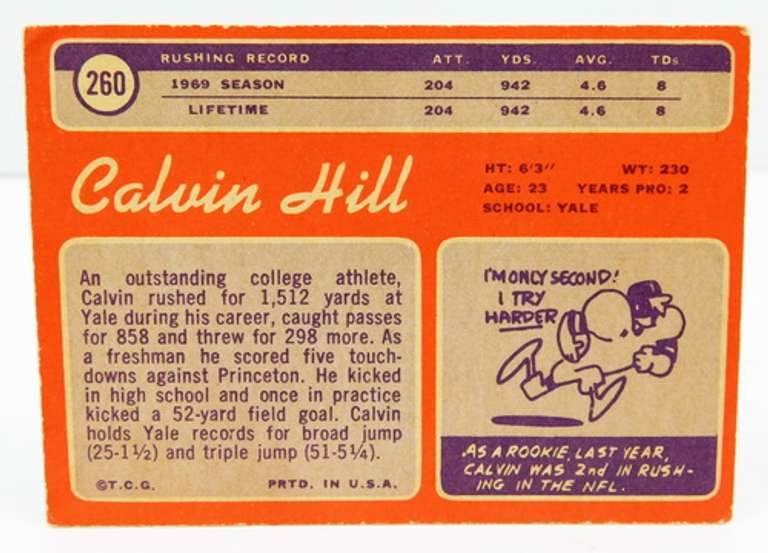 260
RUSHING RECORD ATT. YDS. AVG. TDs
1969 SEASON 204 942 4.6 8
LIFETIME 204 942 4.6 8
Calvin Hill
HT: 6'3" WT: 230
AGE: 23 YEARS PRO: 2
SCHOOL: YALE
An outstanding college athlete,
Calvin rushed for 1,512 yards at
Yale during his career, caught passes
for 858 and threw for 298 more. As
a freshman he scored five touch-
downs against Princeton. He kicked
in high school and once in practice
kicked a 52-yard field goal. Calvin
holds Yale records for broad jump
(25-1½) and triple jump (51-5¼).
©T.C.G. PRTD. IN U.S.A.
I'M ONLY SECOND!
I TRY
HARDER
AS A ROOKIE, LAST YEAR,
CALVIN WAS 2nd IN RUSH-
ING IN THE NFL.